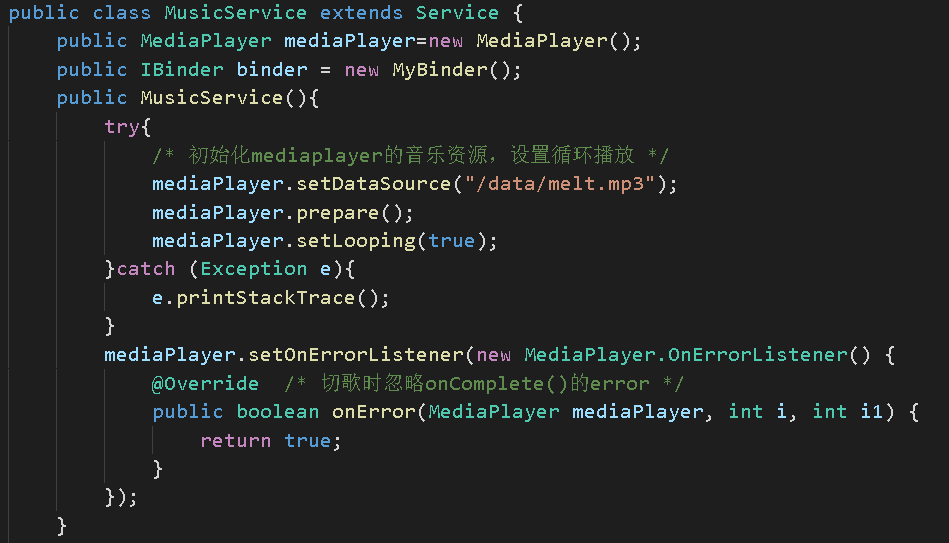 public class MusicService extends Service {
public MediaPlayer mediaPlayer=new MediaPlayer();
public IBinder binder = new MyBinder();
public MusicService(){
try{
/* 初始化mediaplayer的音乐资源，设置循环播放 */
mediaPlayer.setDataSource("/data/melt.mp3");
mediaPlayer.prepare();
mediaPlayer.setLooping(true);
}catch (Exception e){
e.printStackTrace();
}
mediaPlayer.setOnErrorListener(new MediaPlayer.OnErrorListener() {
@Override  /* 切歌时忽略onComplete()的error */
public boolean onError(MediaPlayer mediaPlayer, int i, int i1) {
return true;
}
});
}